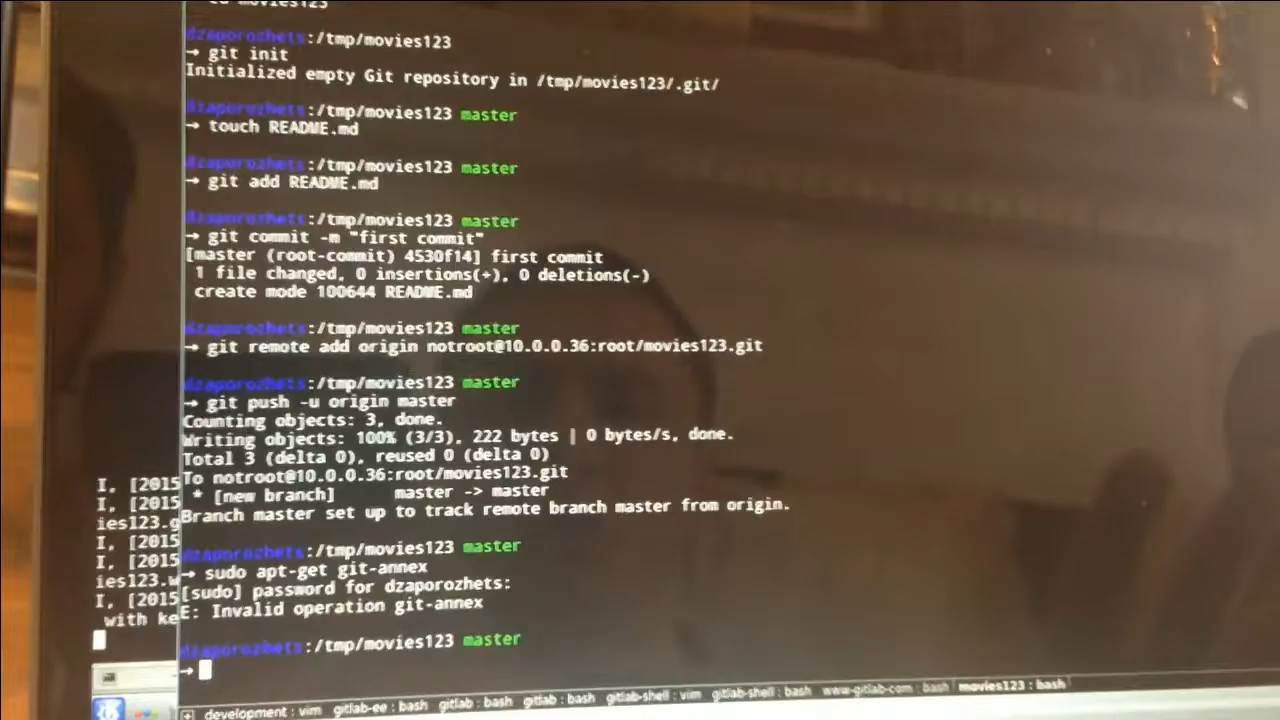 cd movies123
dzaporozhets:/tmp/movies123
→ git init
Initialized empty Git repository in /tmp/movies123/.git/
dzaporozhets:/tmp/movies123 master
→ touch README.md
dzaporozhets:/tmp/movies123 master
→ git add README.md
dzaporozhets:/tmp/movies123 master
→ git commit -m "first commit"
[master (root-commit) 4530f14] first commit
1 file changed, 0 insertions(+), 0 deletions(-)
create mode 100644 README.md
dzaporozhets:/tmp/movies123 master
→ git remote add origin notroot@10.0.0.36:root/movies123.git
dzaporozhets:/tmp/movies123 master
→ git push -u origin master
Counting objects: 3, done.
Writing objects: 100% (3/3), 222 bytes | 0 bytes/s, done.
Total 3 (delta 0), reused 0 (delta 0)
To notroot@10.0.0.36:root/movies123.git
* [new branch] master -> master
Branch master set up to track remote branch master from origin.
dzaporozhets:/tmp/movies123 master
→ sudo apt-get git-annex
[sudo] password for dzaporozhets:
E: Invalid operation git-annex
dzaporozhets:/tmp/movies123 master
→
I, [2015
I, [2015
ies123.g
I, [2015
I, [2015
ies123.w
I, [2015
with ke
development : vim gitlab-ee : bash gitlab : bash gitlab : bash gitlab-shell : vim gitlab-shell : bash www-gitlab-com : bash movies123 : bash